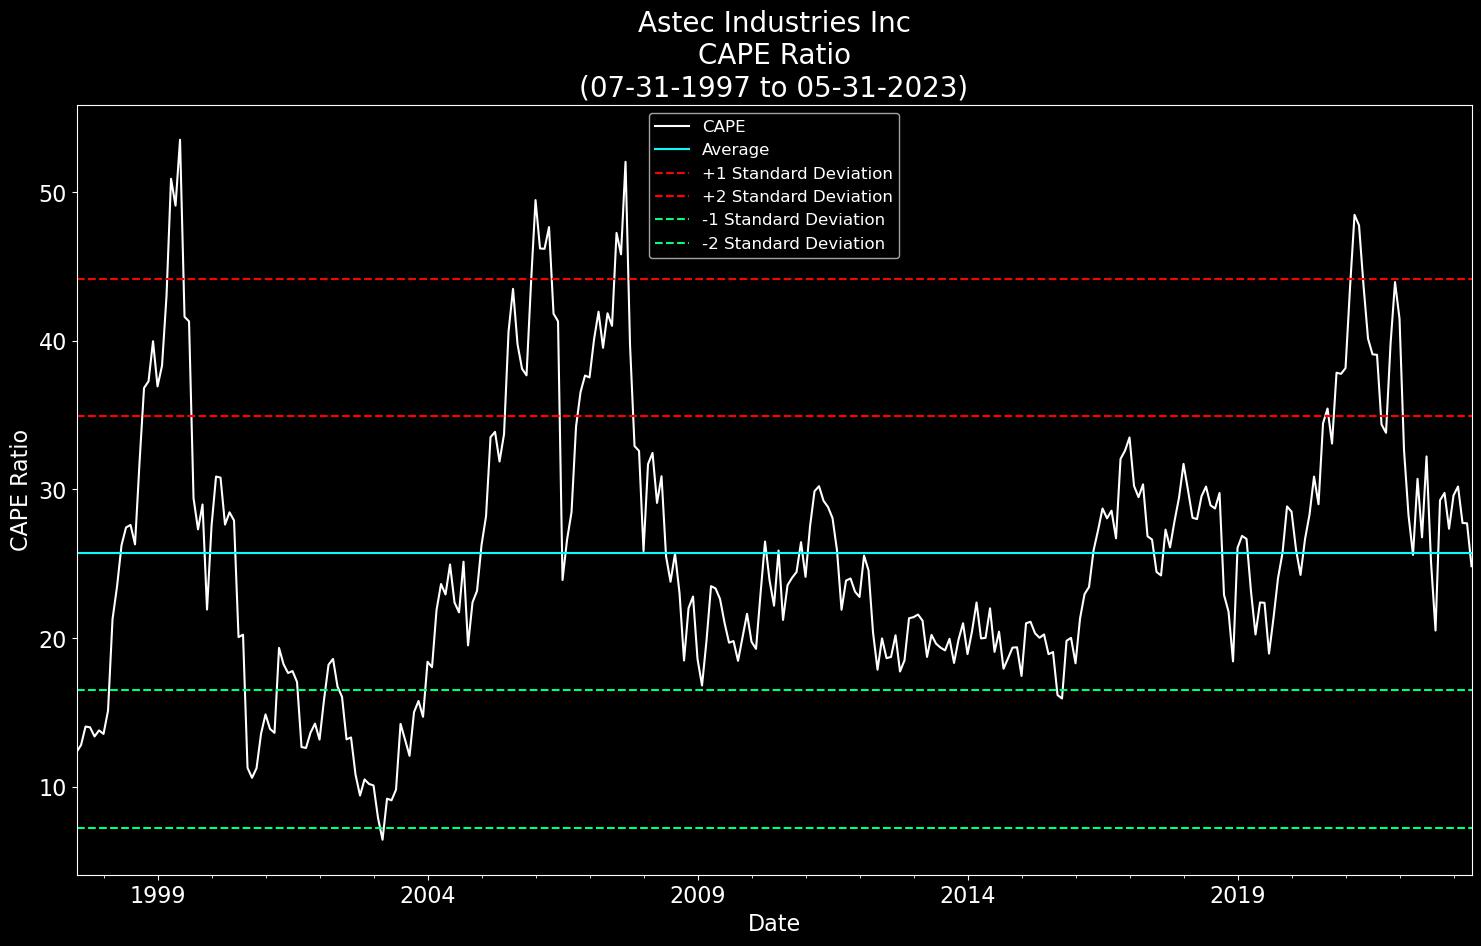 Astec Industries Inc
CAPE Ratio
(07-31-1997 to 05-31-2023)
CAPE
Average
+1 Standard Deviation
+2 Standard Deviation
-1 Standard Deviation
-2 Standard Deviation
50
40
30
20
10
CAPE Ratio
1999 2004 2009 2014 2019
Date